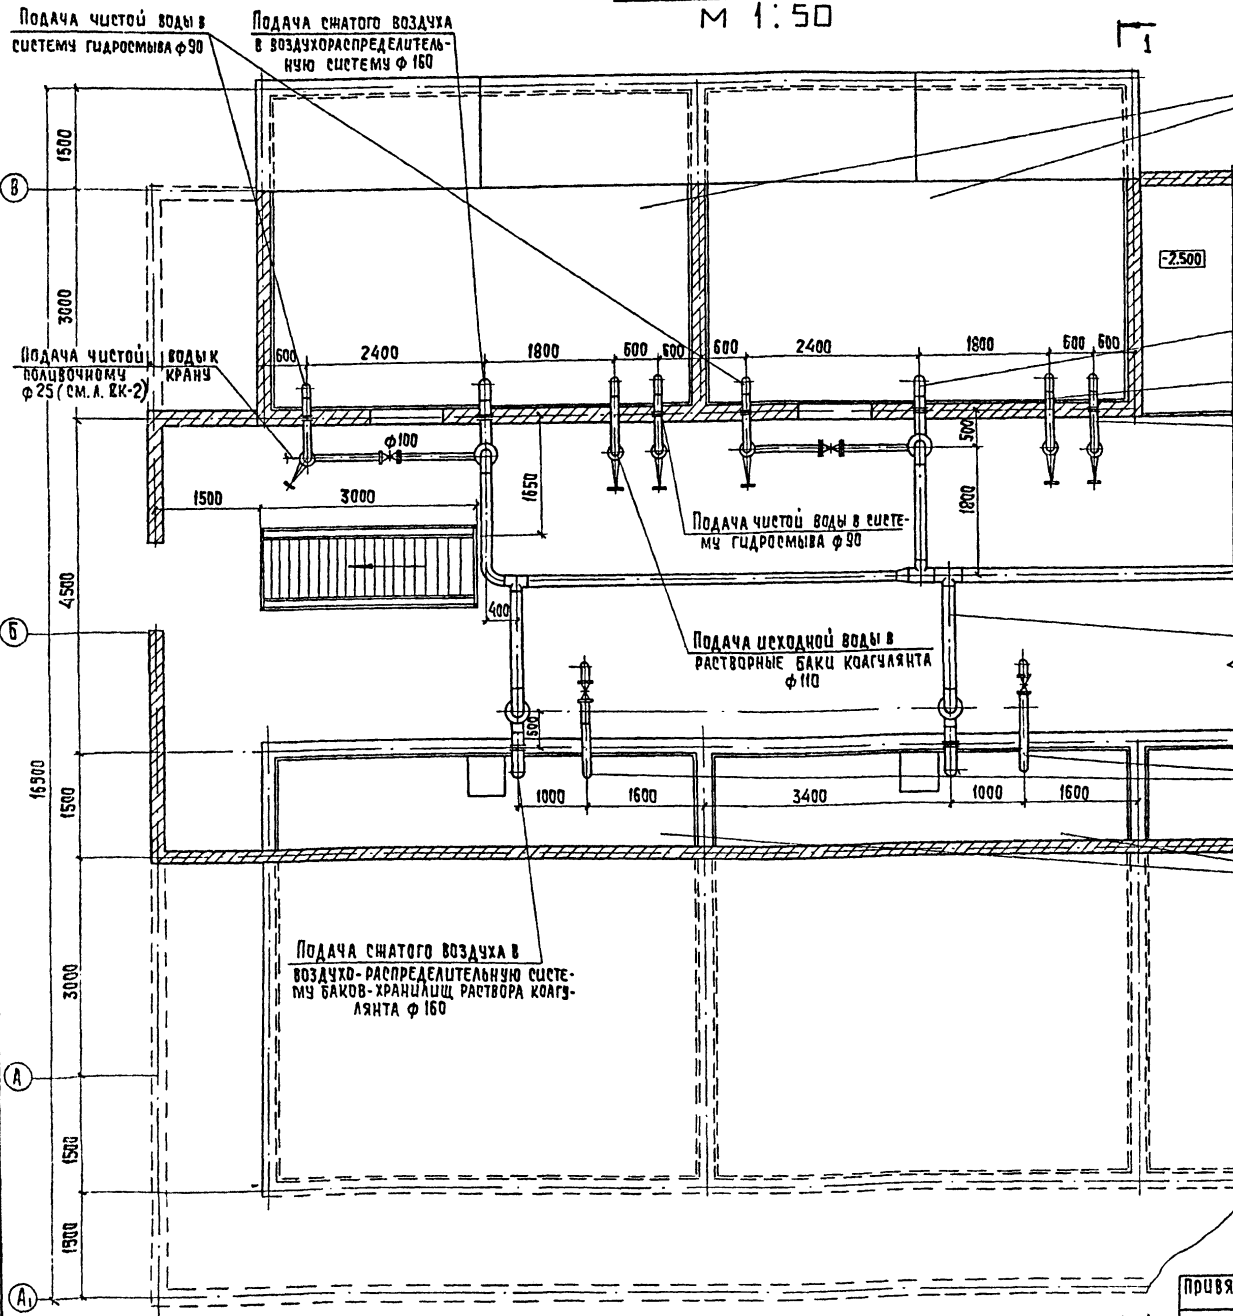 М 1:50
1
Подача чистой воды в
систему гидросмыва ф90
Подача сжатого воздуха
в воздухораспределитель-
ную систему ф 160
В
1500
3000
-2.500
Подача чистой воды к
поливочному крану
ф25 (см. л. ВК-2)
600
2400
1800
600
600
600
2400
1800
600
600
ф100
1650
500
1800
1500
3000
Подача чистой воды в систе-
му гидросмыва ф90
4500
400
Б
Подача исходной воды в
растворные баки коагулянта
ф110
500
16900
1500
1000
1600
3400
1000
1600
Подача сжатого воздуха в
воздухо-распределительную систе-
му баков-хранилищ раствора коагу-
лянта ф 160
3000
А
1500
1900
А₁
Привя